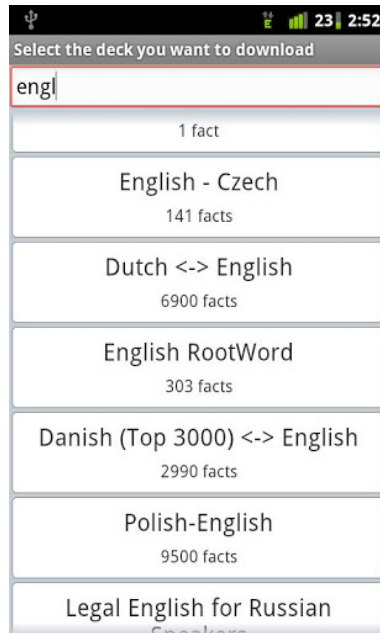 E 23 2:52
Select the deck you want to download
engl
1 fact
English - Czech
141 facts
Dutch <-> English
6900 facts
English RootWord
303 facts
Danish (Top 3000) <-> English
2990 facts
Polish-English
9500 facts
Legal English for Russian
Speakers